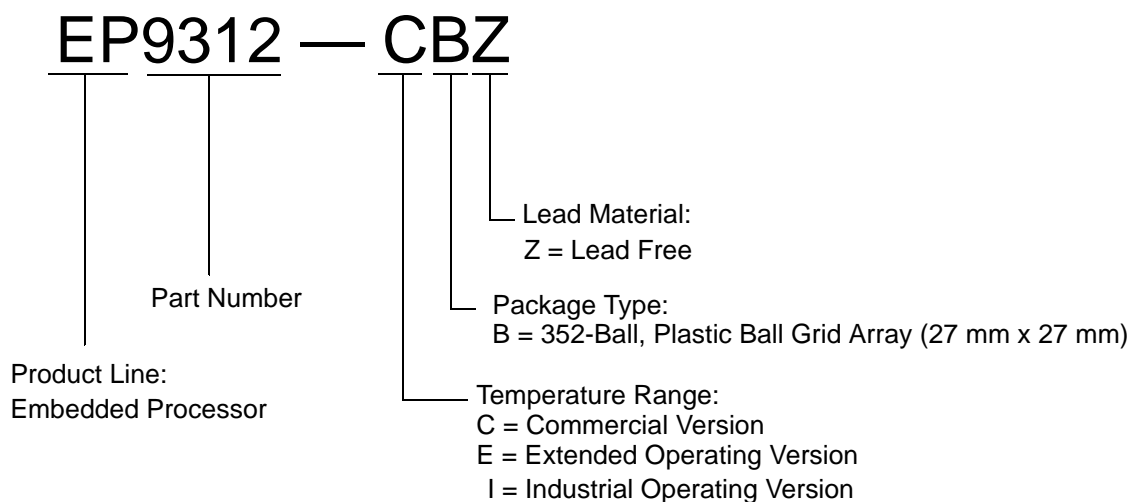 EP9312 — CBZ
Lead Material:
Z = Lead Free
Part Number
Package Type:
B = 352-Ball, Plastic Ball Grid Array (27 mm x 27 mm)
Product Line:
Embedded Processor
Temperature Range:
C = Commercial Version
E = Extended Operating Version
I = Industrial Operating Version